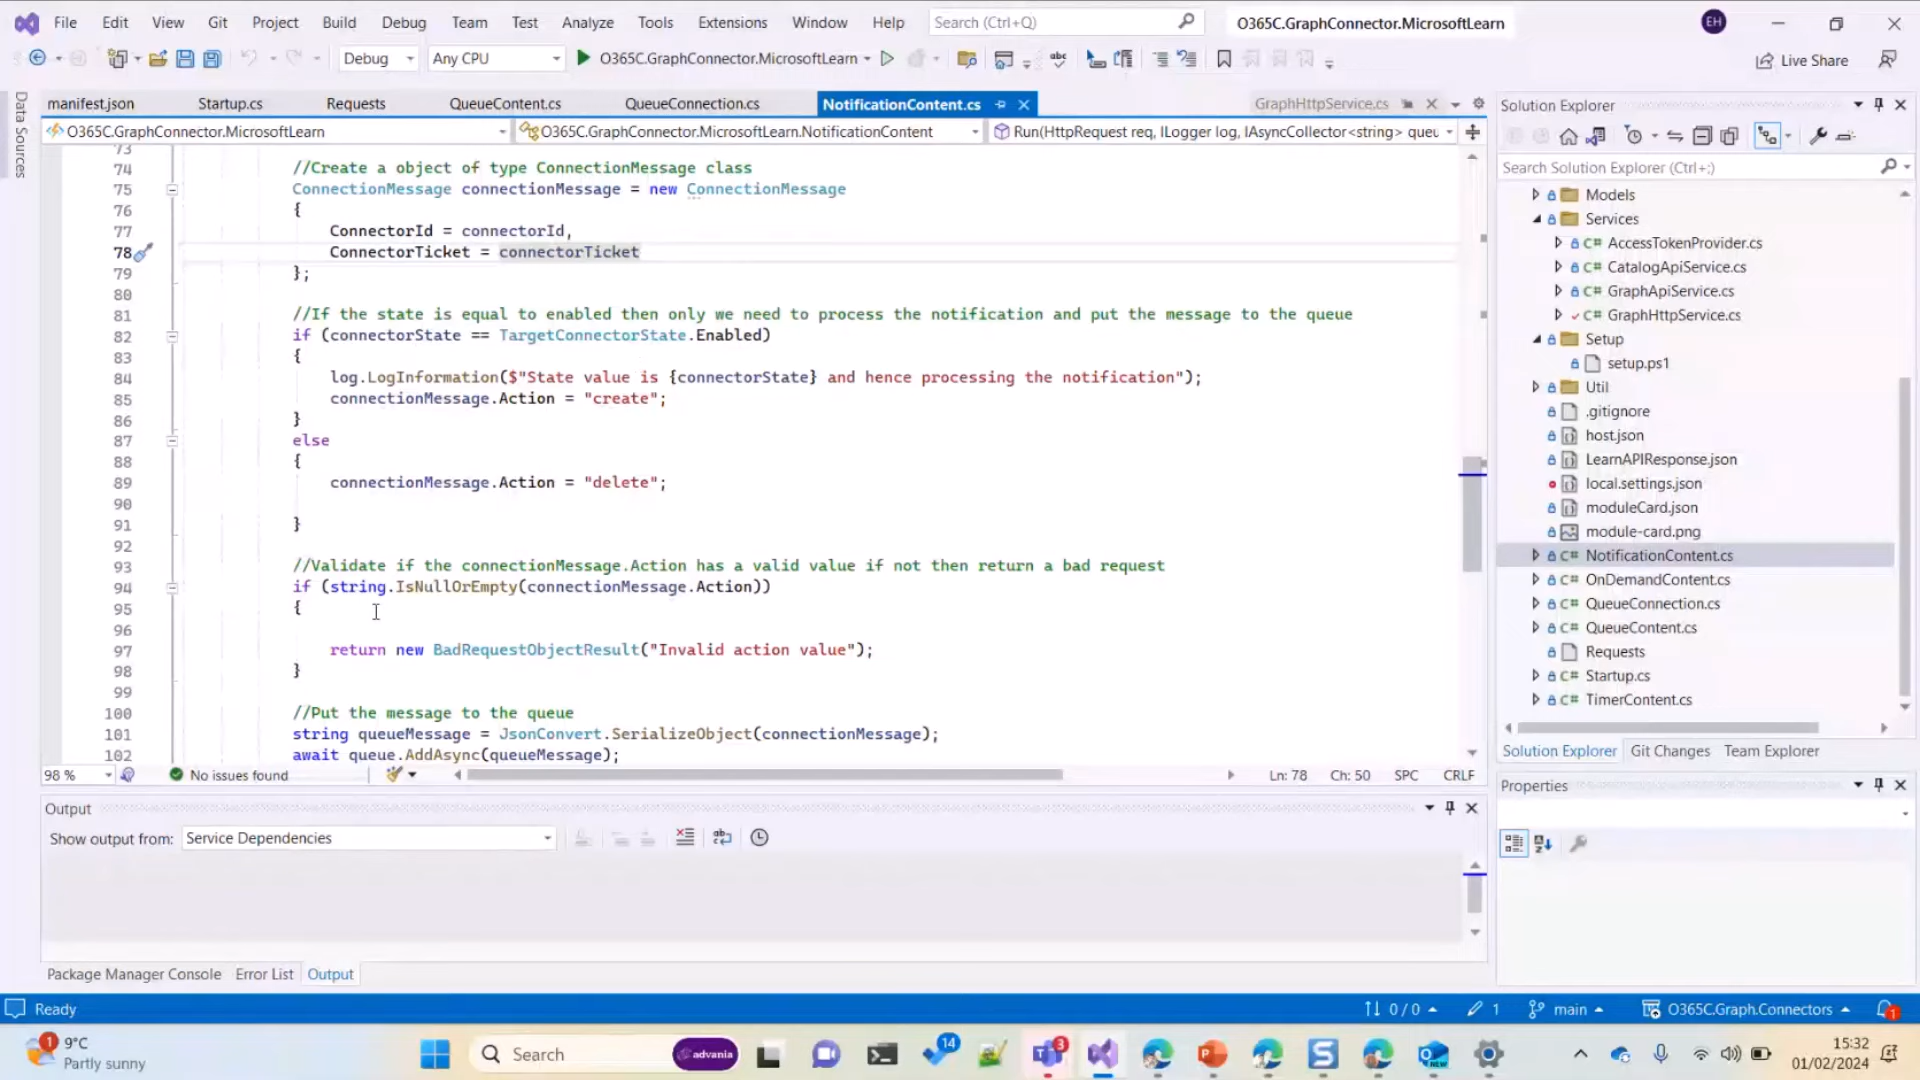 File Edit View Git Project Build Debug Team Test Analyze Tools Extensions Window Help Search (Ctrl+Q) O365C.GraphConnector.MicrosoftLearn EH
Debug Any CPU O365C.GraphConnector.MicrosoftLearn Live Share
Data Sources
manifest.json Startup.cs Requests QueueContent.cs QueueConnection.cs NotificationContent.cs GraphHttpService.cs
O365C.GraphConnector.MicrosoftLearn O365C.GraphConnector.MicrosoftLearn.NotificationContent Run(HttpRequest req, ILogger log, IAsyncCollector<string> queu
73
74 //Create a object of type ConnectionMessage class
75 ConnectionMessage connectionMessage = new ConnectionMessage
76 {
77 ConnectorId = connectorId,
78 ConnectorTicket = connectorTicket
79 };
80
81 //If the state is equal to enabled then only we need to process the notification and put the message to the queue
82 if (connectorState == TargetConnectorState.Enabled)
83 {
84 log.LogInformation($"State value is {connectorState} and hence processing the notification");
85 connectionMessage.Action = "create";
86 }
87 else
88 {
89 connectionMessage.Action = "delete";
90
91 }
92
93 //Validate if the connectionMessage.Action has a valid value if not then return a bad request
94 if (string.IsNullOrEmpty(connectionMessage.Action))
95 {
96
97 return new BadRequestObjectResult("Invalid action value");
98 }
99
100 //Put the message to the queue
101 string queueMessage = JsonConvert.SerializeObject(connectionMessage);
102 await queue.AddAsync(queueMessage);
98 % No issues found Ln: 78 Ch: 50 SPC CRLF
Output
Show output from: Service Dependencies
Package Manager Console Error List Output
Solution Explorer
Search Solution Explorer (Ctrl+;)
Models
Services
C# AccessTokenProvider.cs
C# CatalogApiService.cs
C# GraphApiService.cs
C# GraphHttpService.cs
Setup
setup.ps1
Util
.gitignore
host.json
LearnAPIResponse.json
local.settings.json
moduleCard.json
module-card.png
C# NotificationContent.cs
C# OnDemandContent.cs
C# QueueConnection.cs
C# QueueContent.cs
Requests
C# Startup.cs
C# TimerContent.cs
Solution Explorer Git Changes Team Explorer
Properties
Ready 0 / 0 1 main O365C.Graph.Connectors 1
1 9°C
Partly sunny
Search advania 14 3 NEW
15:32
01/02/2024